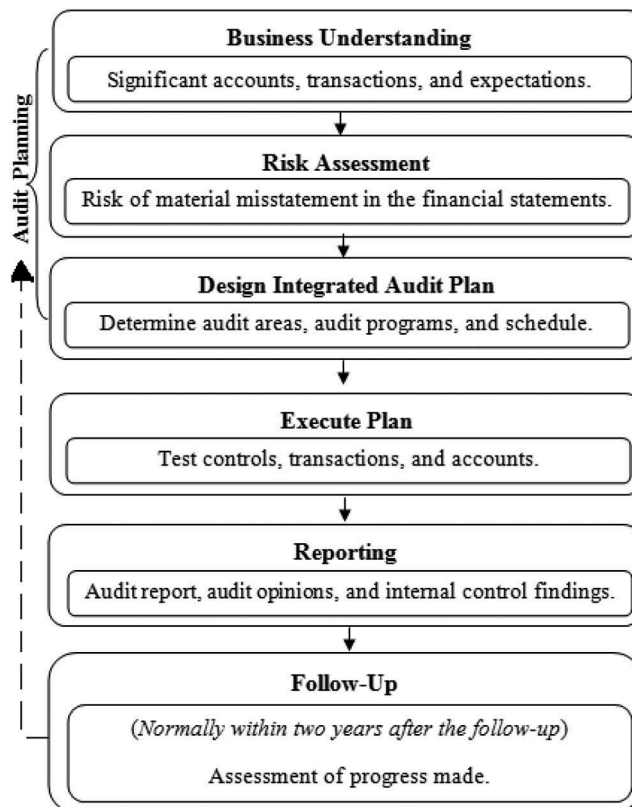 Audit Planning
Business Understanding
Significant accounts, transactions, and expectations.
Risk Assessment
Risk of material misstatement in the financial statements.
Design Integrated Audit Plan
Determine audit areas, audit programs, and schedule.
Execute Plan
Test controls, transactions, and accounts.
Reporting
Audit report, audit opinions, and internal control findings.
Follow-Up
(Normally within two years after the follow-up)
Assessment of progress made.